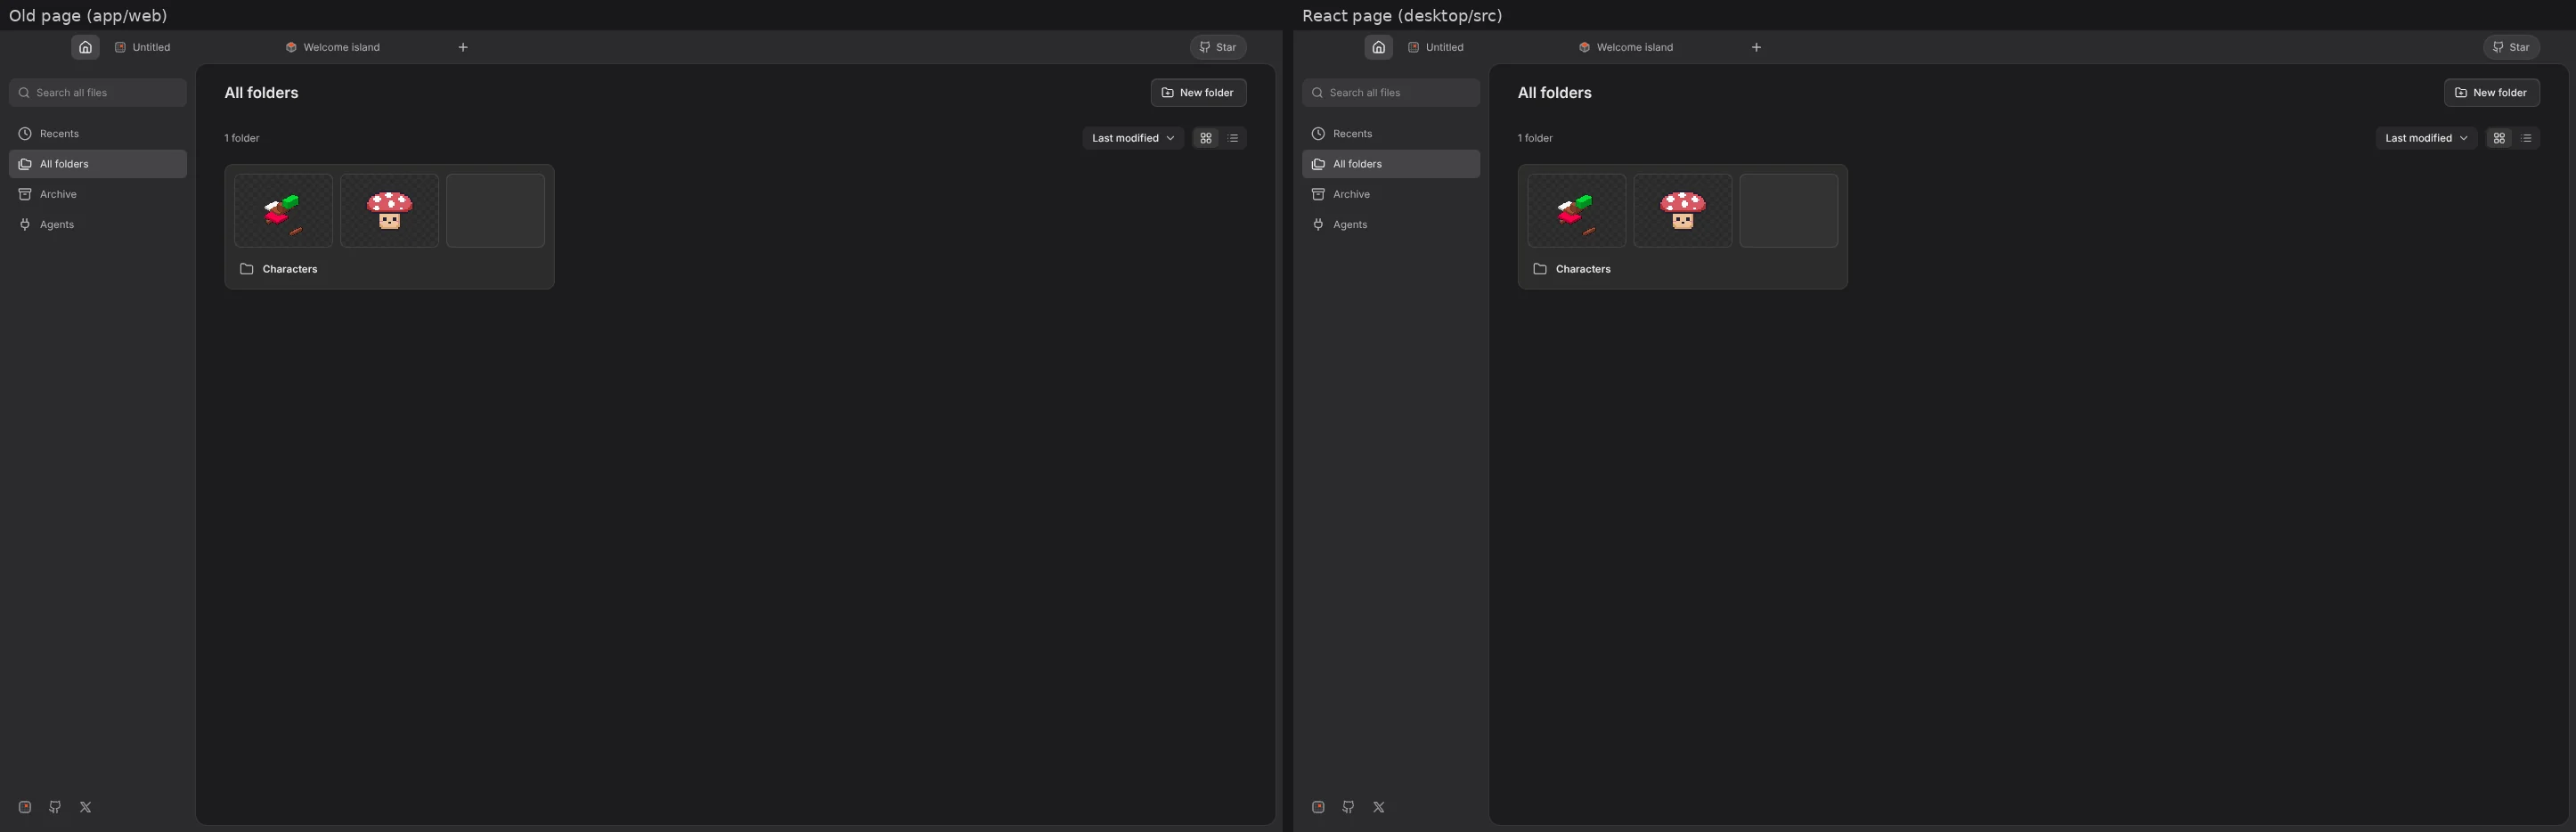 Old page (app/web)
Untitled
Welcome island
Star
Search all files
Recents
All folders
Archive
Agents
All folders
New folder
1 folder
Last modified
Characters
React page (desktop/src)
Untitled
Welcome island
Star
Search all files
Recents
All folders
Archive
Agents
All folders
New folder
1 folder
Last modified
Characters